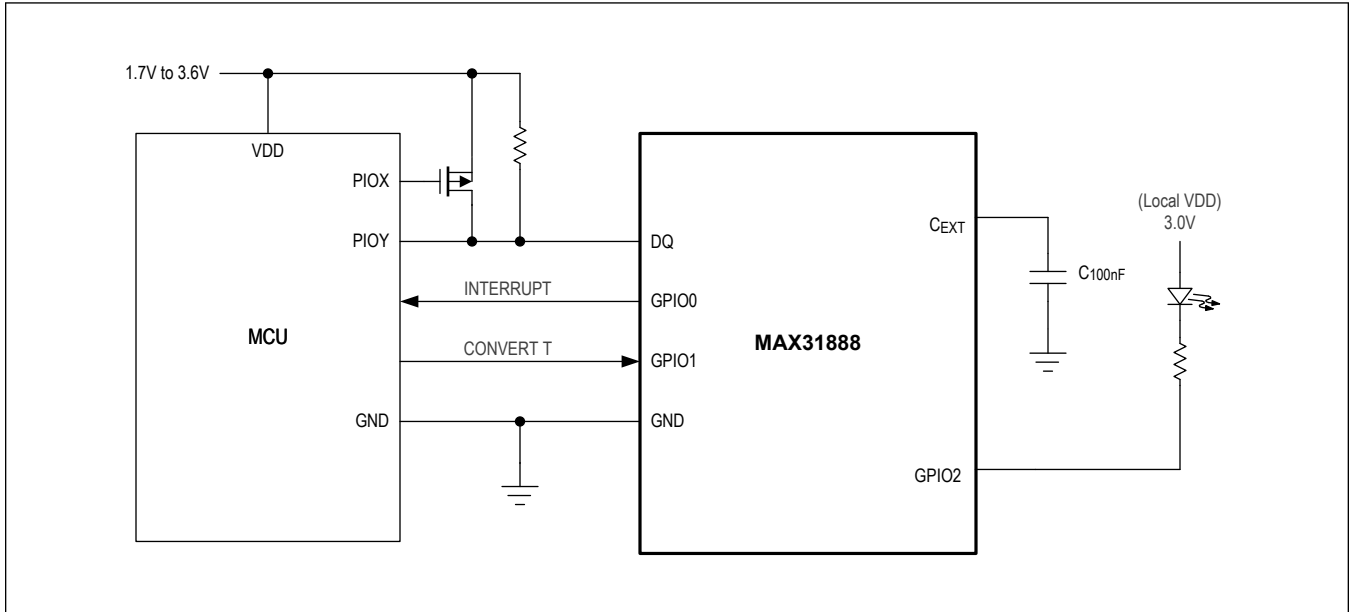 1.7V to 3.6V
VDD
PIOX
PIOY
MCU
GND
INTERRUPT
CONVERT T
DQ
GPIO0
GPIO1
GND
MAX31888
CEXT
GPIO2
C100nF
(Local VDD)
3.0V